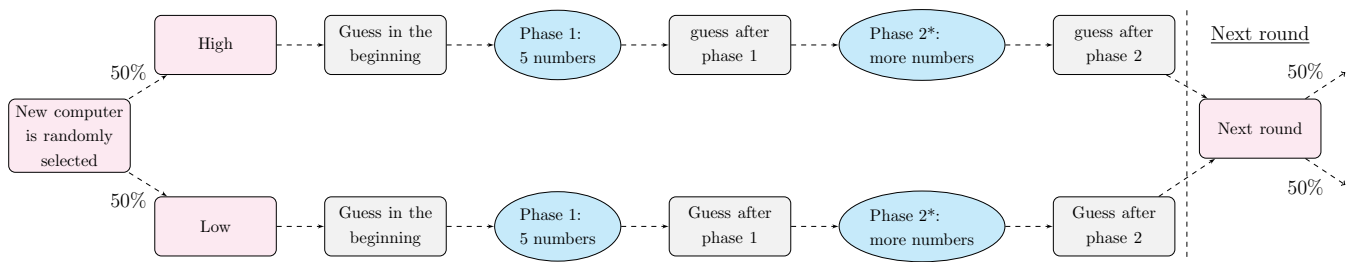 High
Guess in the
beginning
Phase 1:
5 numbers
guess after
phase 1
Phase 2*:
more numbers
guess after
phase 2
Next round
50%
50%
New computer
is randomly
selected
Next round
50%
50%
Low
Guess in the
beginning
Phase 1:
5 numbers
Guess after
phase 1
Phase 2*:
more numbers
Guess after
phase 2